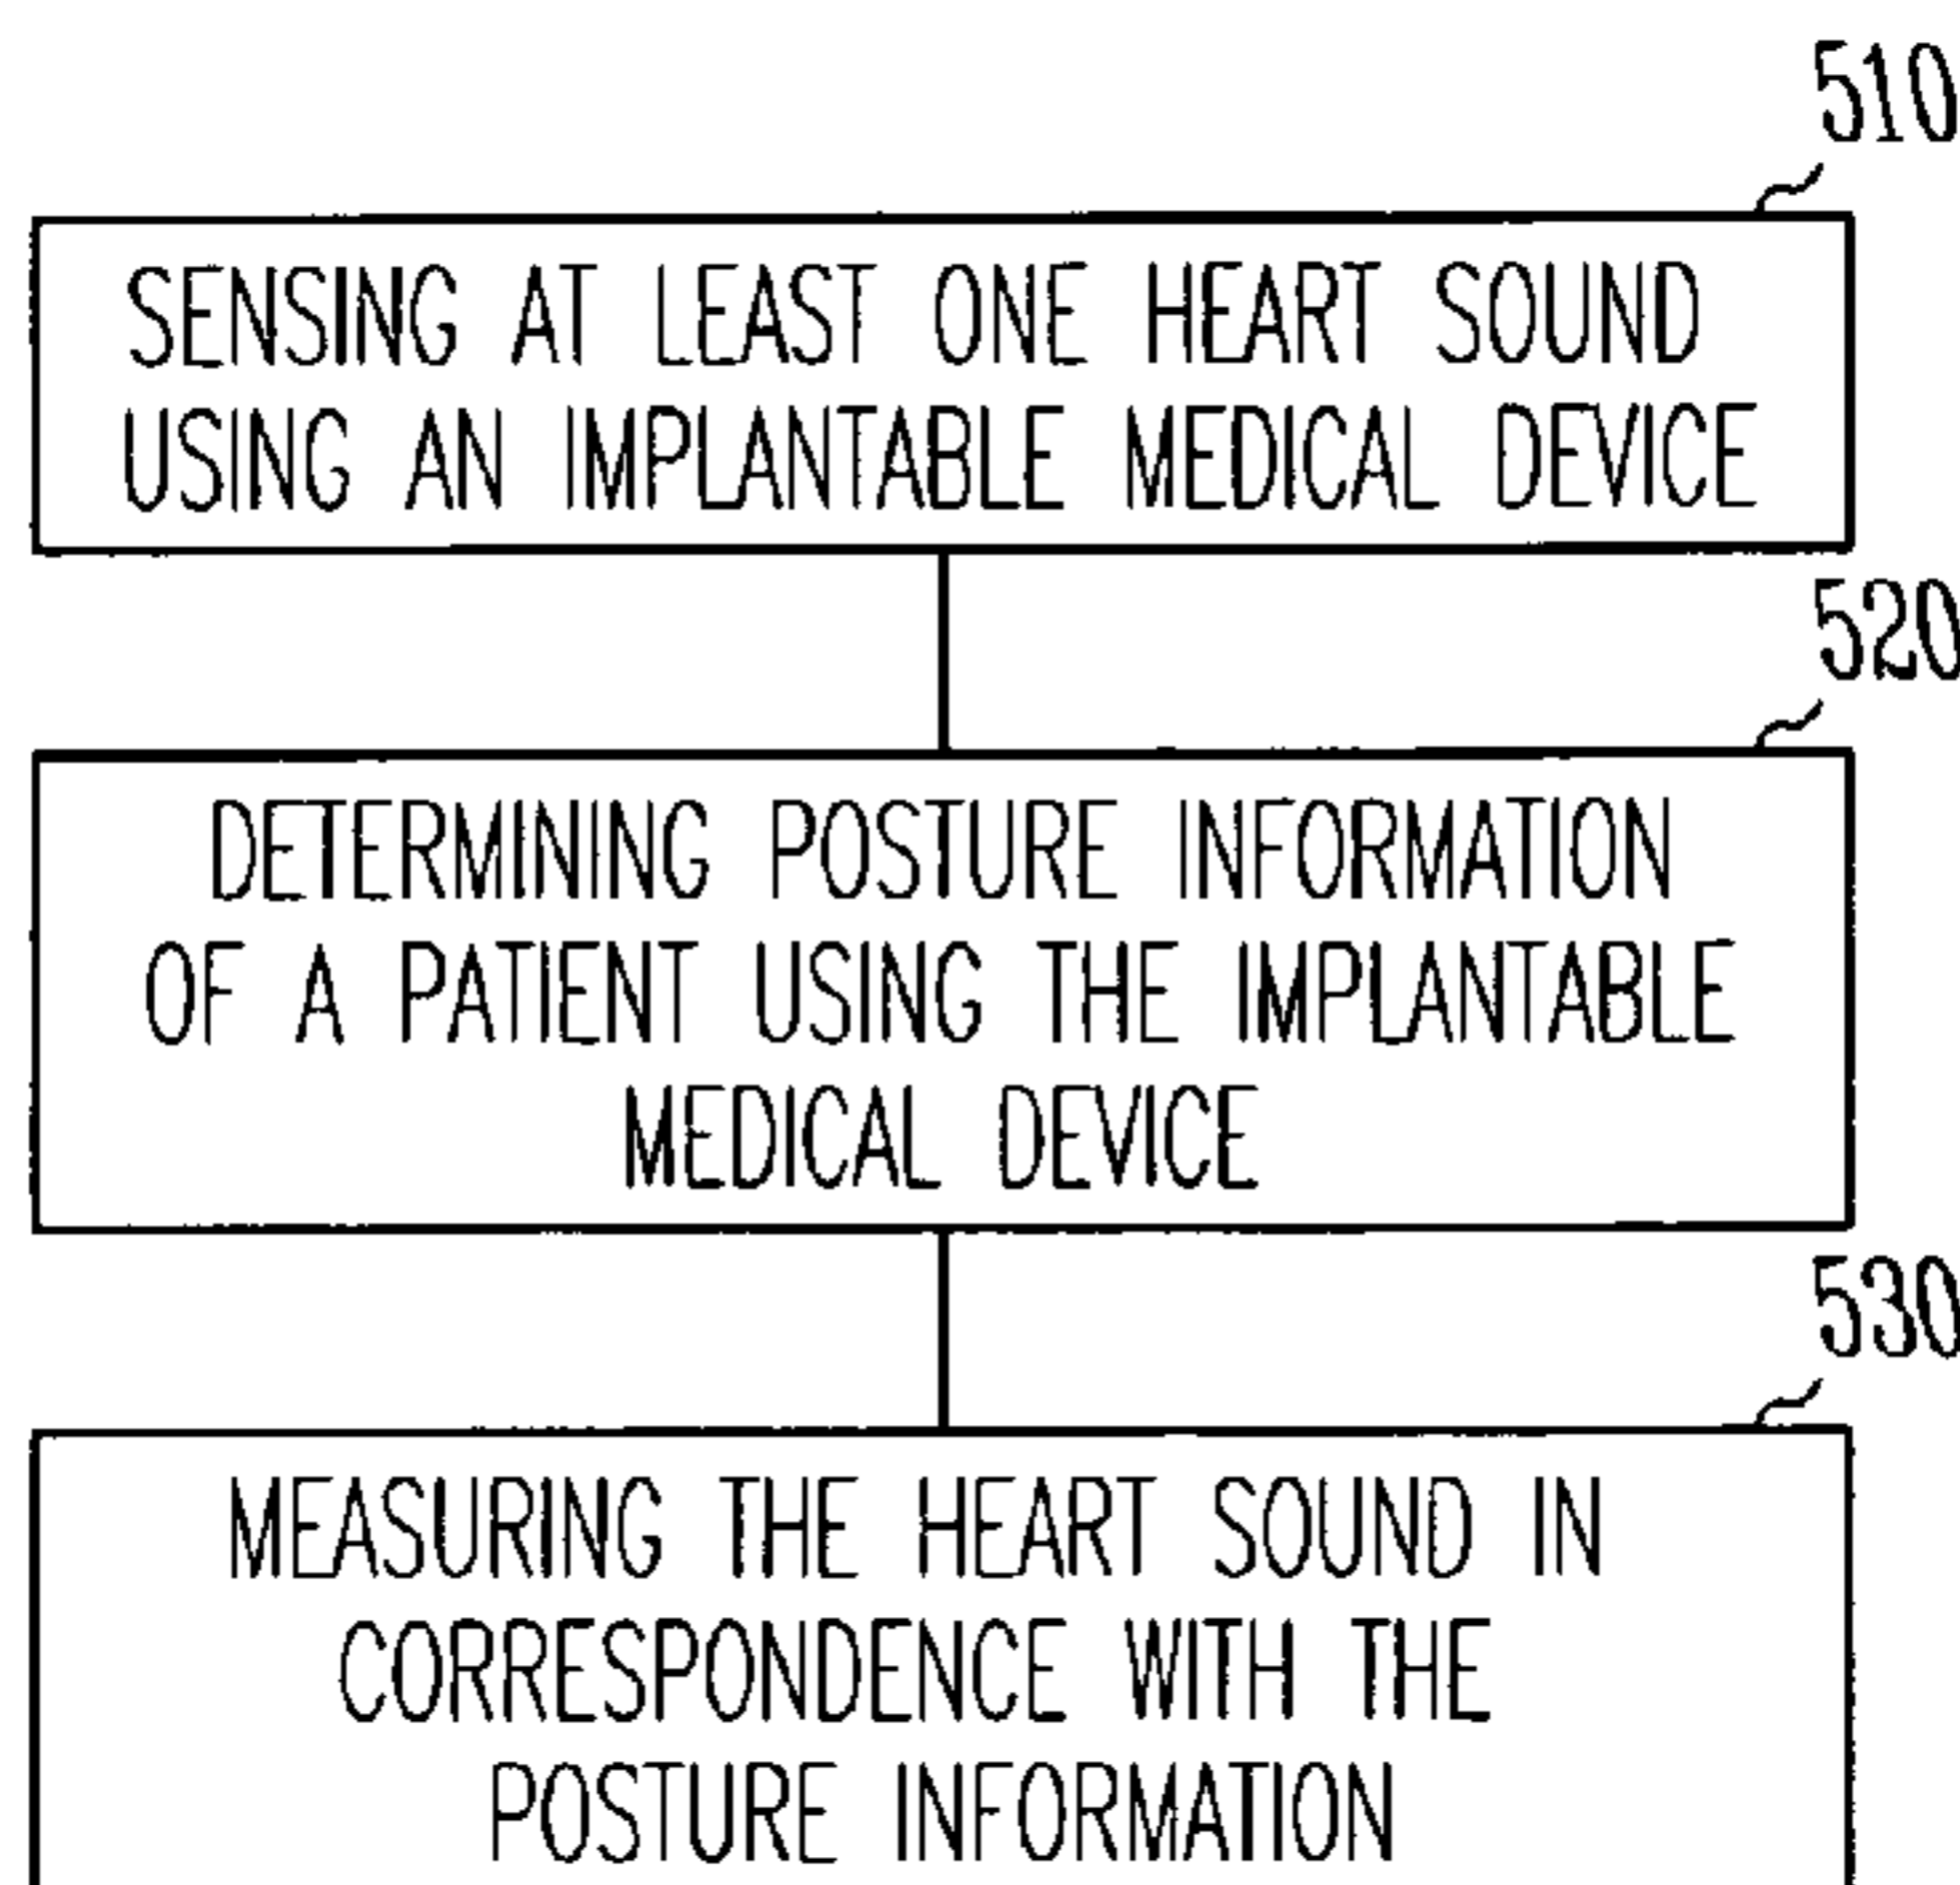 510
SENSING AT LEAST ONE HEART SOUND
USING AN IMPLANTABLE MEDICAL DEVICE
520
DETERMINING POSTURE INFORMATION
OF A PATIENT USING THE IMPLANTABLE
MEDICAL DEVICE
530
MEASURING THE HEART SOUND IN
CORRESPONDENCE WITH THE
POSTURE INFORMATION